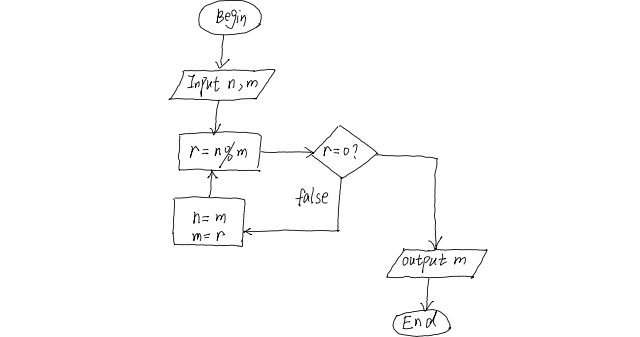 Begin
Input n, m
r = n % m
r = 0 ?
false
n = m
m = r
output m
End